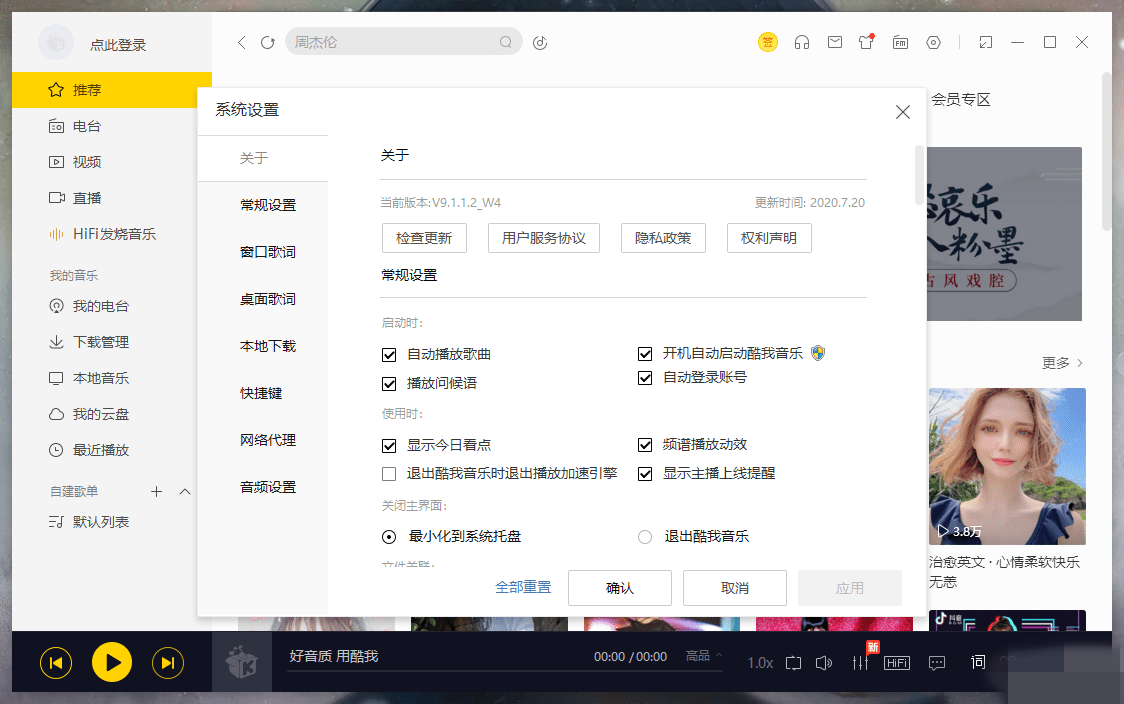 点此登录
周杰伦
签
FM
推荐
电台
视频
直播
HiFi发烧音乐
我的音乐
我的电台
下载管理
本地音乐
我的云盘
最近播放
自建歌单
默认列表
会员专区
哀乐
粉墨
古风戏腔
更多
3.8万
治愈英文 · 心情柔软快乐
无恙
抖音
系统设置
关于
常规设置
窗口歌词
桌面歌词
本地下载
快捷键
网络代理
音频设置
关于
当前版本:V9.1.1.2_W4
更新时间: 2020.7.20
检查更新
用户服务协议
隐私政策
权利声明
常规设置
启动时:
自动播放歌曲
开机自动启动酷我音乐
播放问候语
自动登录账号
使用时:
显示今日看点
频谱播放动效
退出酷我音乐时退出播放加速引擎
显示主播上线提醒
关闭主界面:
最小化到系统托盘
退出酷我音乐
文件关联:
全部重置
确认
取消
应用
好音质 用酷我
00:00 / 00:00
高品
1.0x
新
HiFi
词